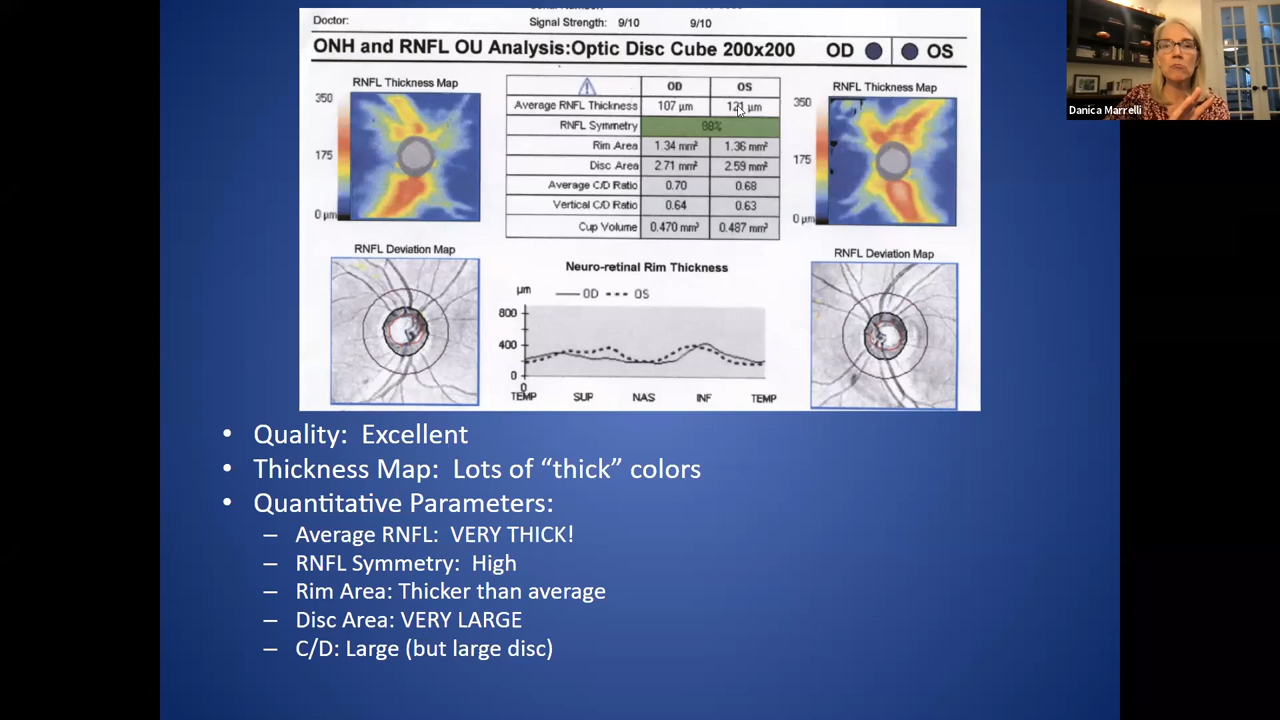 Doctor:
Signal Strength: 9/10 9/10
ONH and RNFL OU Analysis:Optic Disc Cube 200x200 OD OS
Danica Marrelli
RNFL Thickness Map
350
175
0 μm
OD OS
Average RNFL Thickness 107 μm μm
RNFL Symmetry 88%
Rim Area 1.34 mm² 1.36 mm²
Disc Area 2.71 mm² 2.59 mm²
Average C/D Ratio 0.70 0.68
Vertical C/D Ratio 0.64 0.63
Cup Volume 0.470 mm³ 0.487 mm³
RNFL Thickness Map
350
175
0 μm
RNFL Deviation Map
Neuro-retinal Rim Thickness
μm OD OS
800
400
0
0
TEMP SUP NAS INF TEMP
RNFL Deviation Map
• Quality: Excellent
• Thickness Map: Lots of “thick” colors
• Quantitative Parameters:
– Average RNFL: VERY THICK!
– RNFL Symmetry: High
– Rim Area: Thicker than average
– Disc Area: VERY LARGE
– C/D: Large (but large disc)